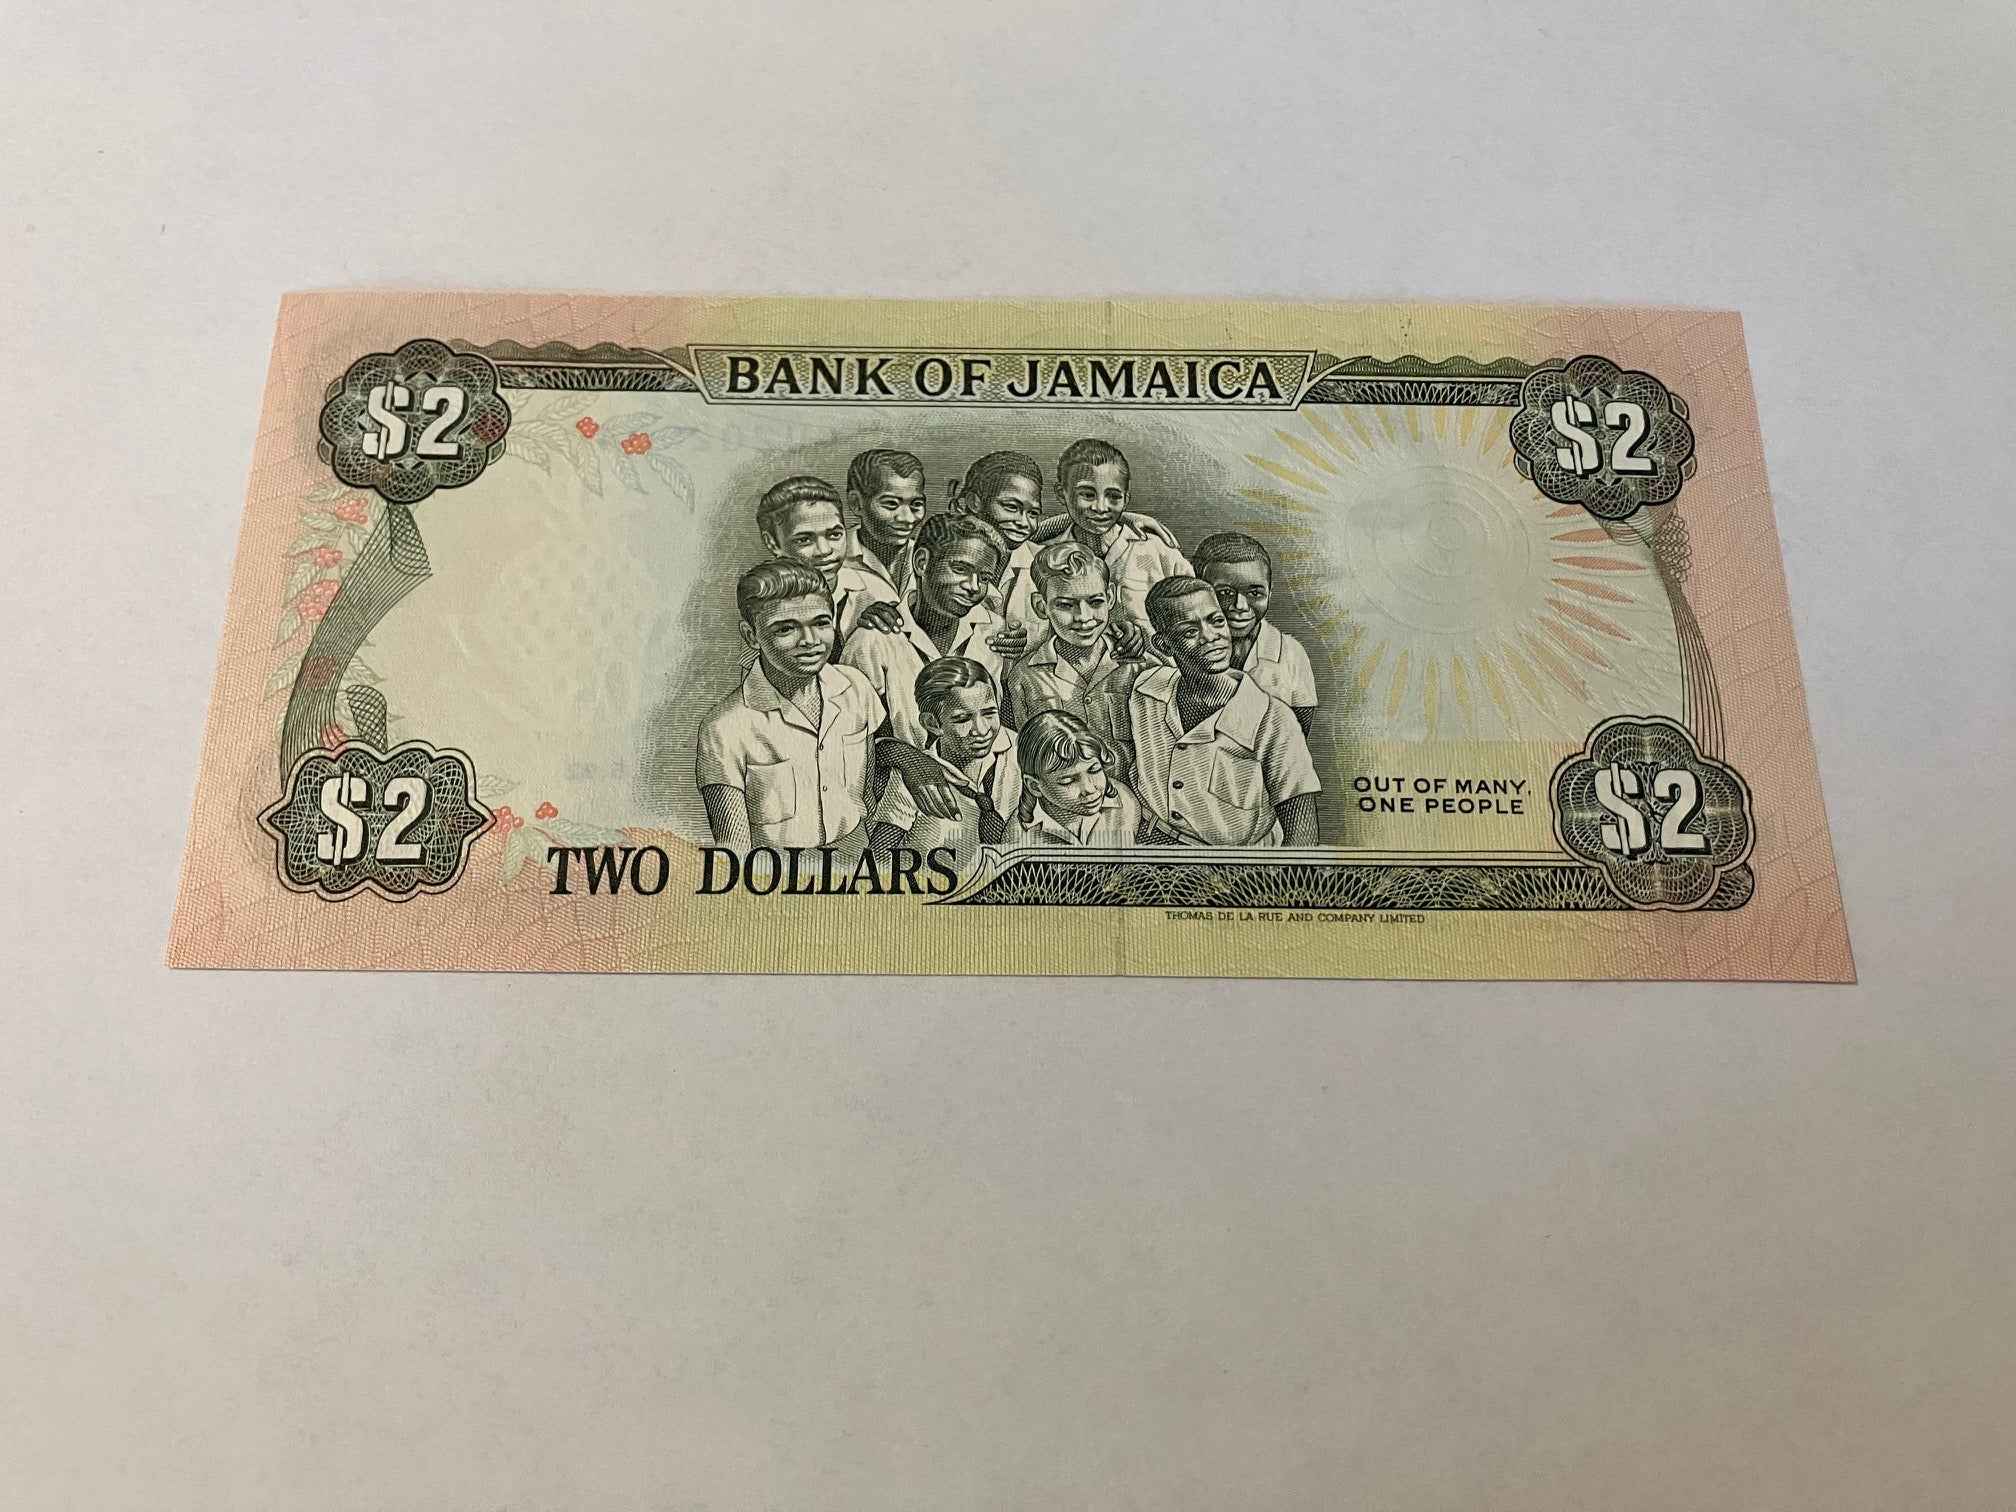 BANK OF JAMAICA
$2
$2
OUT OF MANY,
ONE PEOPLE
$2
$2
TWO DOLLARS
THOMAS DE LA RUE AND COMPANY LIMITED